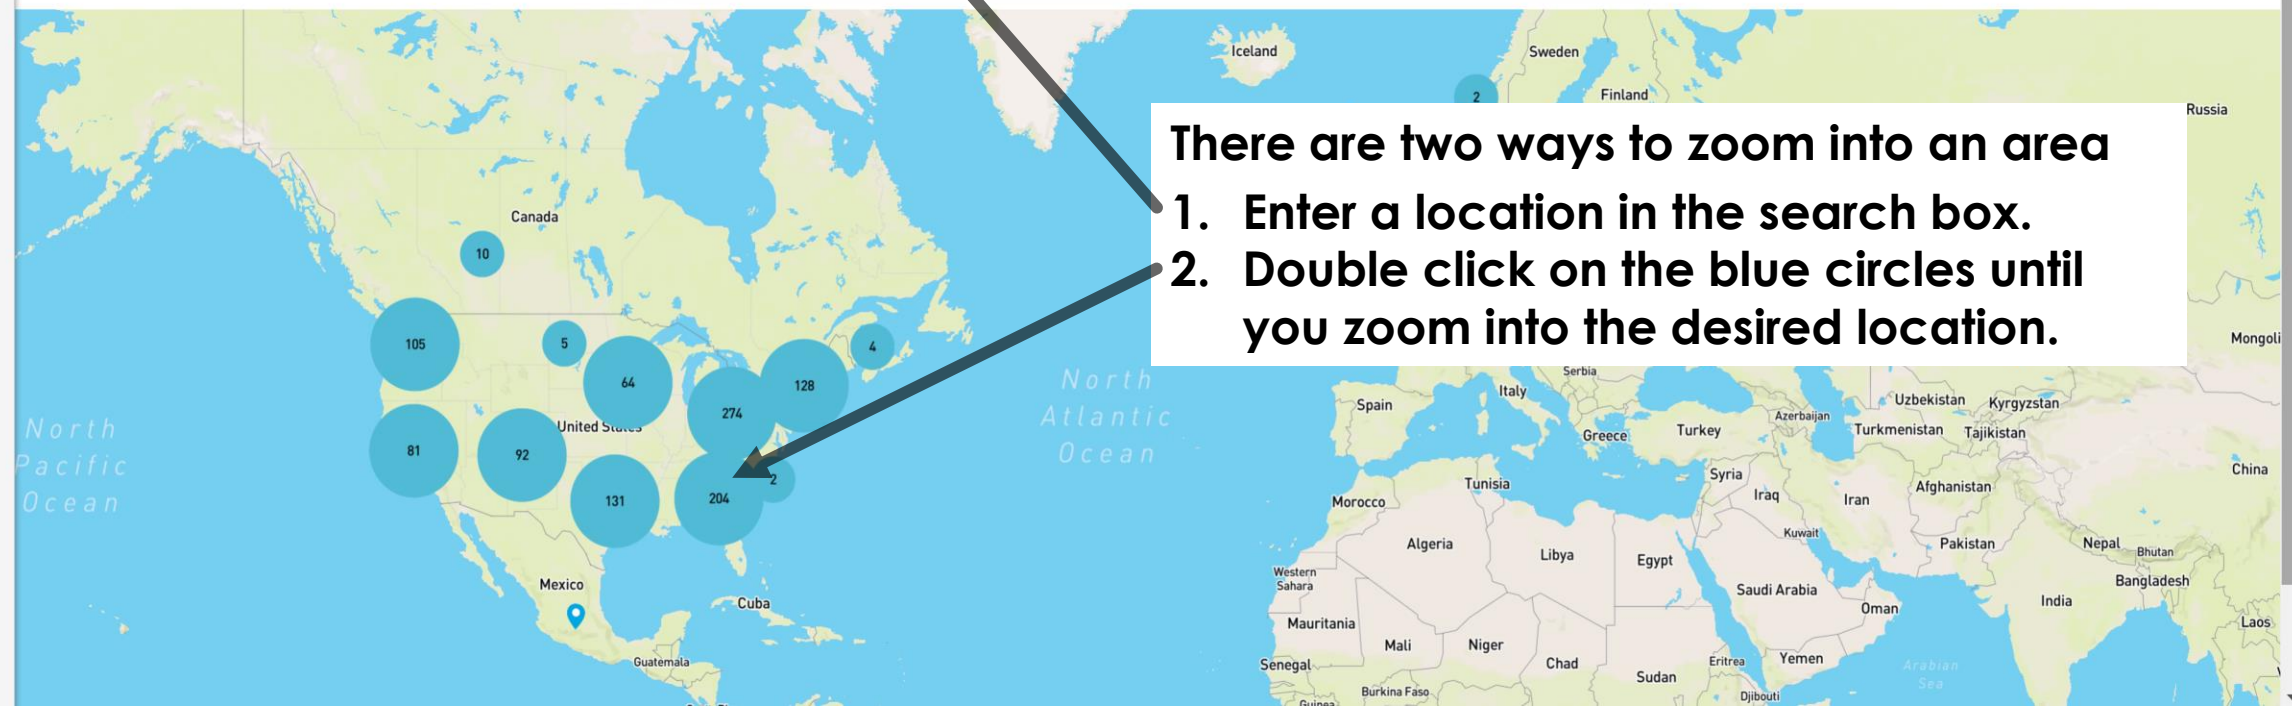 Iceland
Sweden
Finland
Russia
2
There are two ways to zoom into an area
1. Enter a location in the search box.
2. Double click on the blue circles until
you zoom into the desired location.
Canada
10
105
5
64
4
128
274
United States
81
92
131
204
2
North
Pacific
Ocean
North
Atlantic
Ocean
Mexico
Cuba
Guatemala
Mongoli
Serbia
Italy
Spain
Greece
Turkey
Azerbaijan
Uzbekistan
Kyrgyzstan
Turkmenistan
Tajikistan
China
Syria
Tunisia
Iraq
Iran
Afghanistan
Morocco
Kuwait
Pakistan
Nepal
Bhutan
Algeria
Libya
Egypt
Bangladesh
Western
Sahara
Saudi Arabia
Oman
India
Laos
Mauritania
Mali
Niger
Chad
Eritrea
Yemen
Arabian
Sea
Senegal
Sudan
Burkina Faso
Djibouti
Guinea